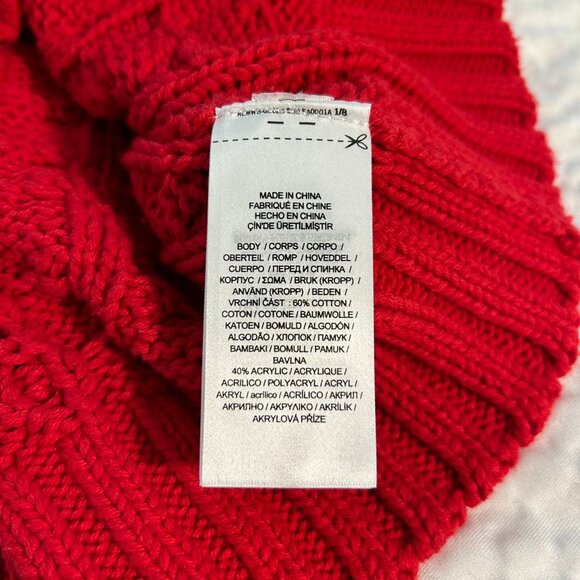 1/8
MADE IN CHINA
FABRIQUÉ EN CHINE
HECHO EN CHINA
ÇİN'DE ÜRETİLMİŞTİR
BODY / CORPS / CORPO /
OBERTEIL / ROMP / HOVEDDEL /
CUERPO / ПЕРЕД И СПИНКА /
КОРПУС / ΣΩΜΑ / BRUK (KROPP) /
ANVÄND (KROPP) / BEDEN /
VRCHNÍ ČÁST : 60% COTTON /
COTON / COTONE / BAUMWOLLE /
KATOEN / BOMULD / ALGODÓN /
ALGODÃO / ХЛОПОК / ПАМУК /
BAMBAKI / BOMULL / PAMUK /
BAVLNA
40% ACRYLIC / ACRYLIQUE /
ACRILICO / POLYACRYL / ACRYL /
AKRYL / acrílico / ACRÍLICO / АКРИЛ /
АКРИЛНО / ΑΚΡΥΛΙΚΟ / AKRİLİK /
AKRYLOVÁ PŘÍZE